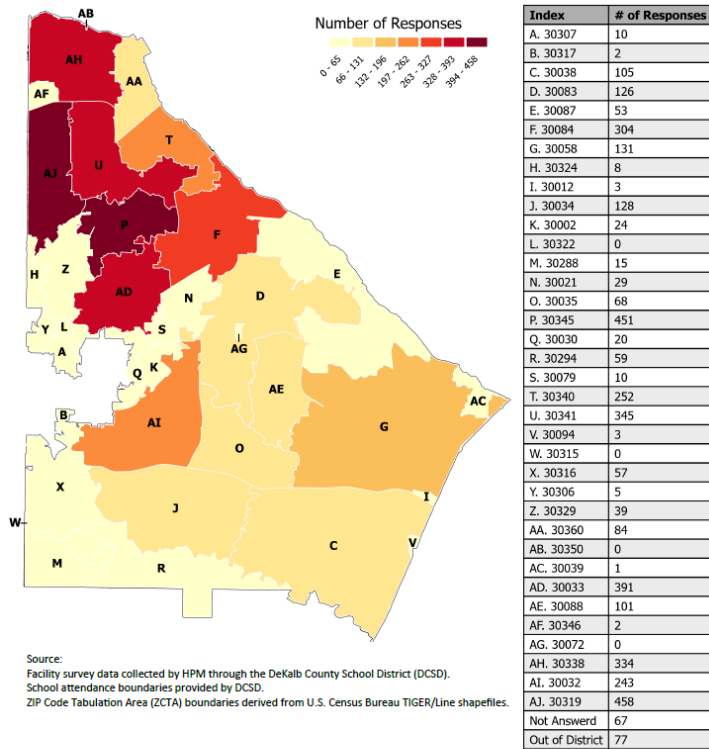 Number of Responses
0 - 65
66 - 131
132 - 196
197 - 262
263 - 327
328 - 393
394 - 458
AB
AH
AA
AF
T
U
AJ
P
F
H
Z
E
AD
N
D
Y
L
S
A
AG
K
Q
AE
AC
B
AI
G
O
X
I
J
W
C
V
M
R
Index # of Responses
A. 30307 10
B. 30317 2
C. 30038 105
D. 30083 126
E. 30087 53
F. 30084 304
G. 30058 131
H. 30324 8
I. 30012 3
J. 30034 128
K. 30002 24
L. 30322 0
M. 30288 15
N. 30021 29
O. 30035 68
P. 30345 451
Q. 30030 20
R. 30294 59
S. 30079 10
T. 30340 252
U. 30341 345
V. 30094 3
W. 30315 0
X. 30316 57
Y. 30306 5
Z. 30329 39
AA. 30360 84
AB. 30350 0
AC. 30039 1
AD. 30033 391
AE. 30088 101
AF. 30346 2
AG. 30072 0
AH. 30338 334
AI. 30032 243
AJ. 30319 458
Not Answerd 67
Out of District 77
Source:
Facility survey data collected by HPM through the DeKalb County School District (DCSD).
School attendance boundaries provided by DCSD.
ZIP Code Tabulation Area (ZCTA) boundaries derived from U.S. Census Bureau TIGER/Line shapefiles.